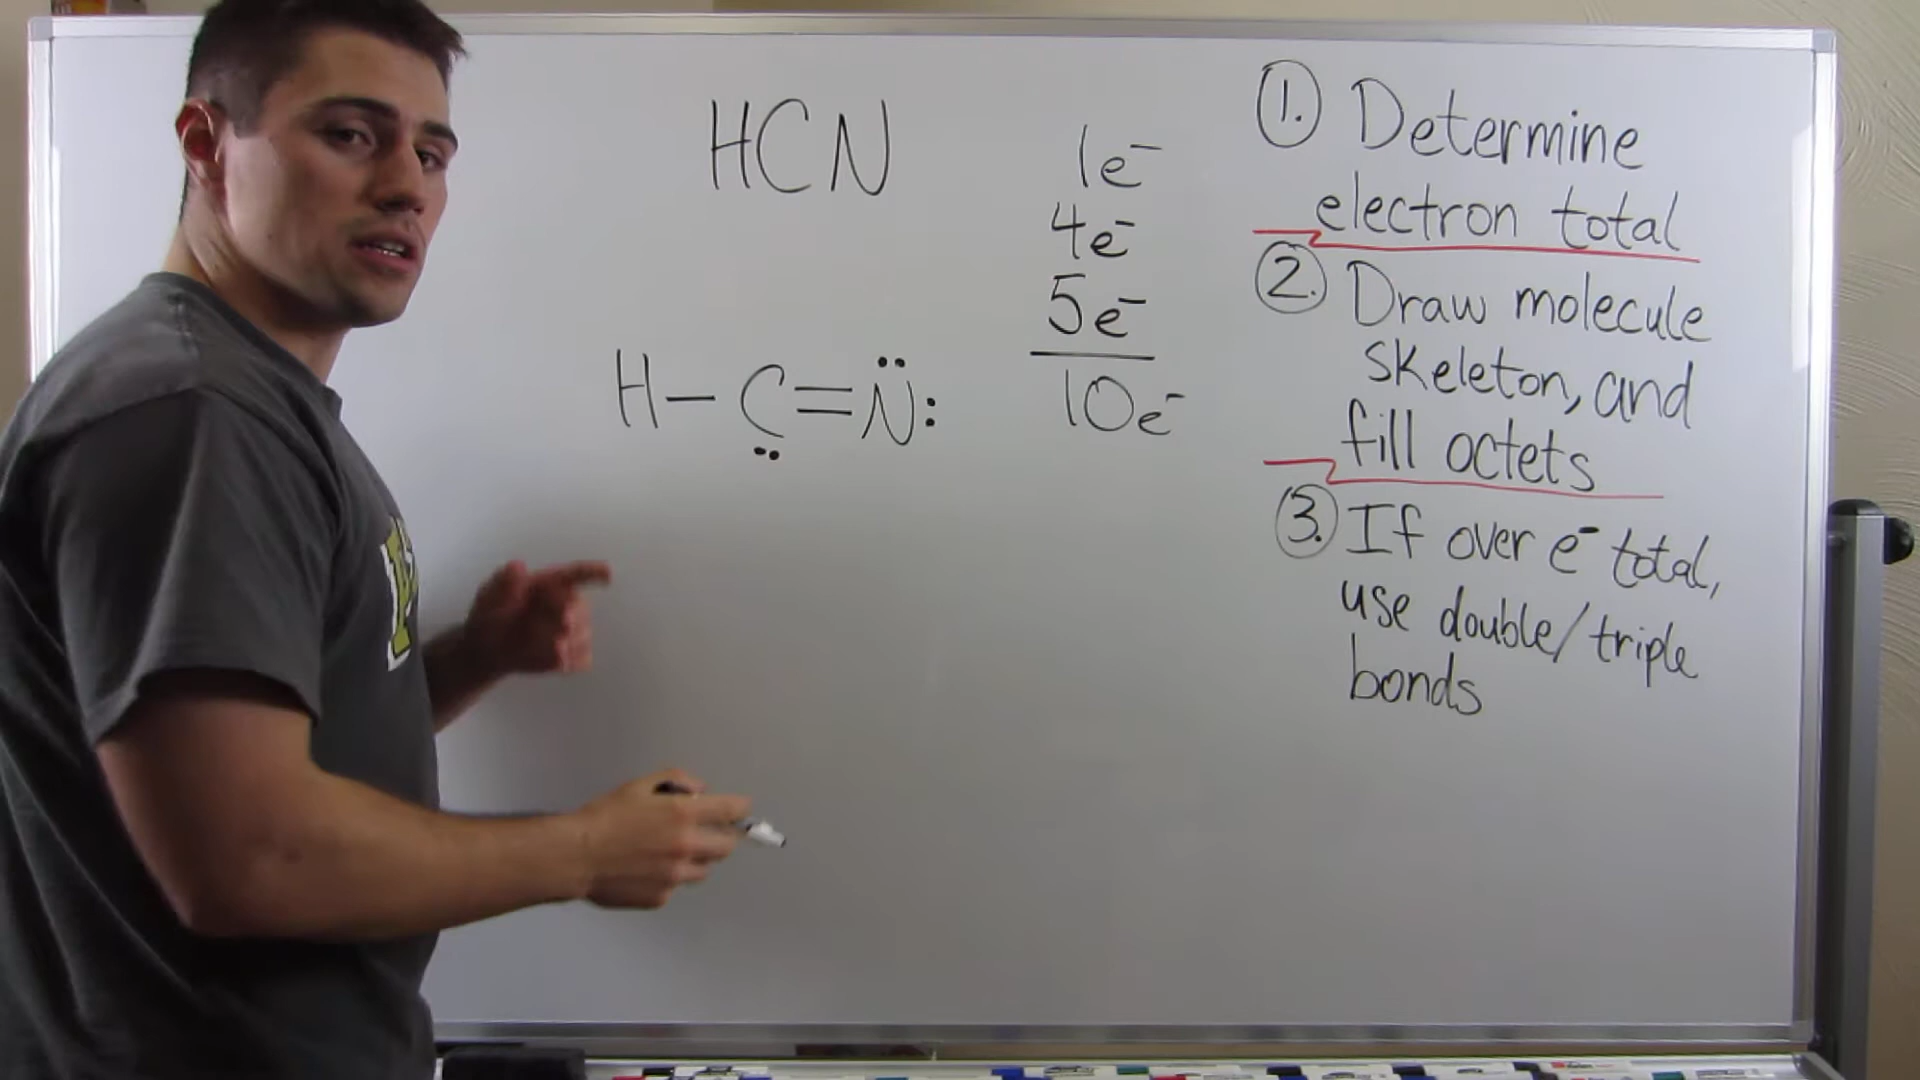 HCN
1e⁻
4e⁻
5e⁻
10e⁻
H–C̤=N̈:
1. Determine
electron total
2. Draw molecule
skeleton, and
fill octets
3. If over e⁻ total,
use double/triple
bonds